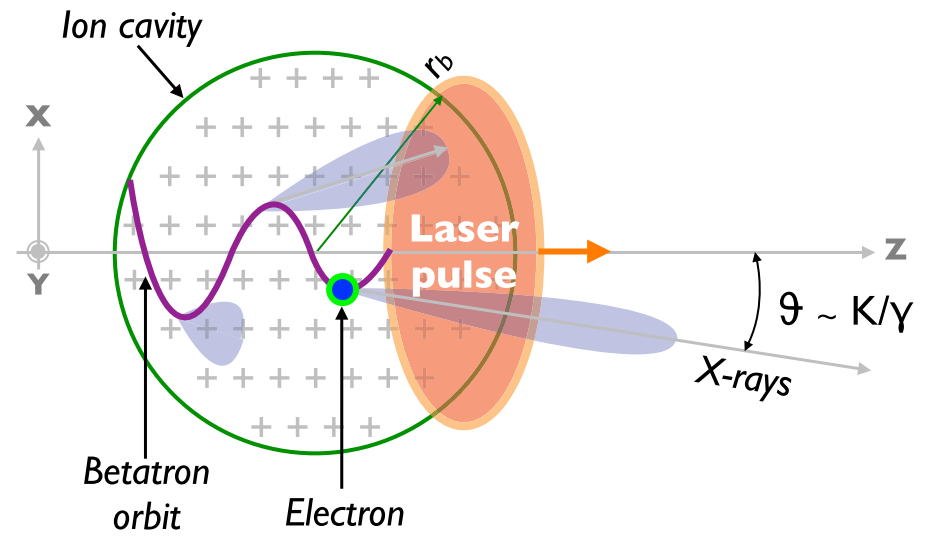 Ion cavity
r_b
X
Laser
pulse
Z
Y
ϑ ~ K/γ
X-rays
Betatron
orbit
Electron